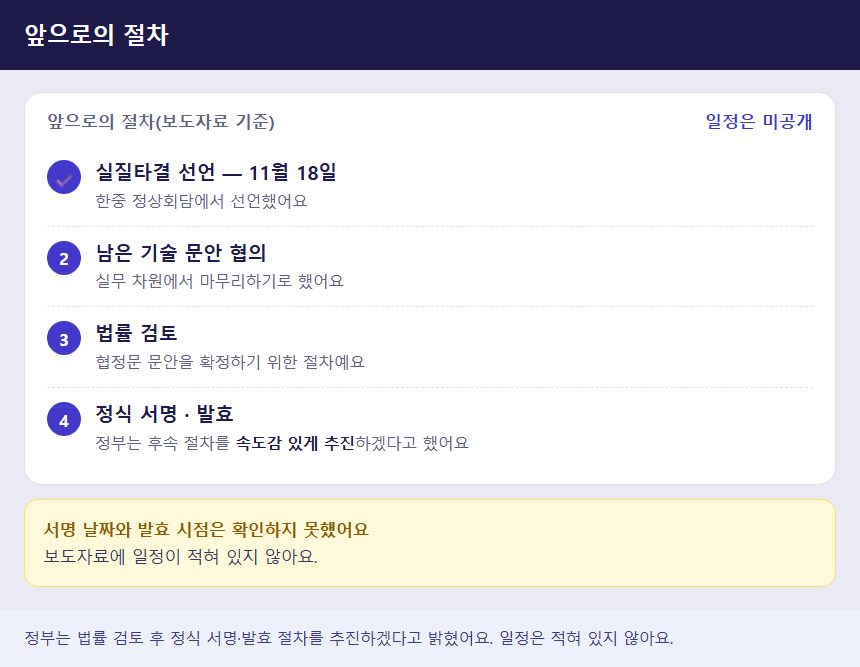 앞으로의 절차
앞으로의 절차(보도자료 기준)
일정은 미공개
실질타결 선언 — 11월 18일
한중 정상회담에서 선언했어요
2
남은 기술 문안 협의
실무 차원에서 마무리하기로 했어요
3
법률 검토
협정문 문안을 확정하기 위한 절차예요
4
정식 서명 · 발효
정부는 후속 절차를 속도감 있게 추진하겠다고 했어요
서명 날짜와 발효 시점은 확인하지 못했어요
보도자료에 일정이 적혀 있지 않아요.
정부는 법률 검토 후 정식 서명·발효 절차를 추진하겠다고 밝혔어요. 일정은 적혀 있지 않아요.